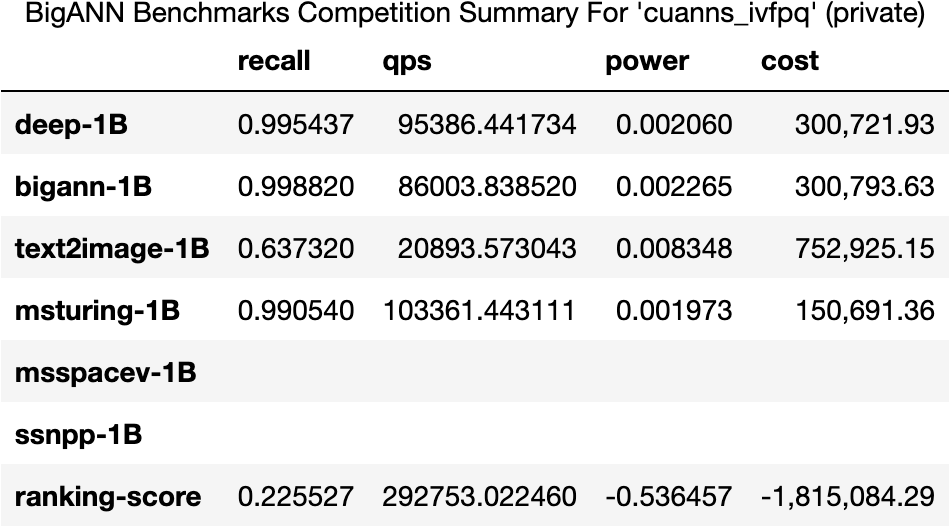 BigANN Benchmarks Competition Summary For 'cuanns_ivfpq' (private)
recall qps power cost
deep-1B 0.995437 95386.441734 0.002060 300,721.93
bigann-1B 0.998820 86003.838520 0.002265 300,793.63
text2image-1B 0.637320 20893.573043 0.008348 752,925.15
msturing-1B 0.990540 103361.443111 0.001973 150,691.36
msspacev-1B
ssnpp-1B
ranking-score 0.225527 292753.022460 -0.536457 -1,815,084.29